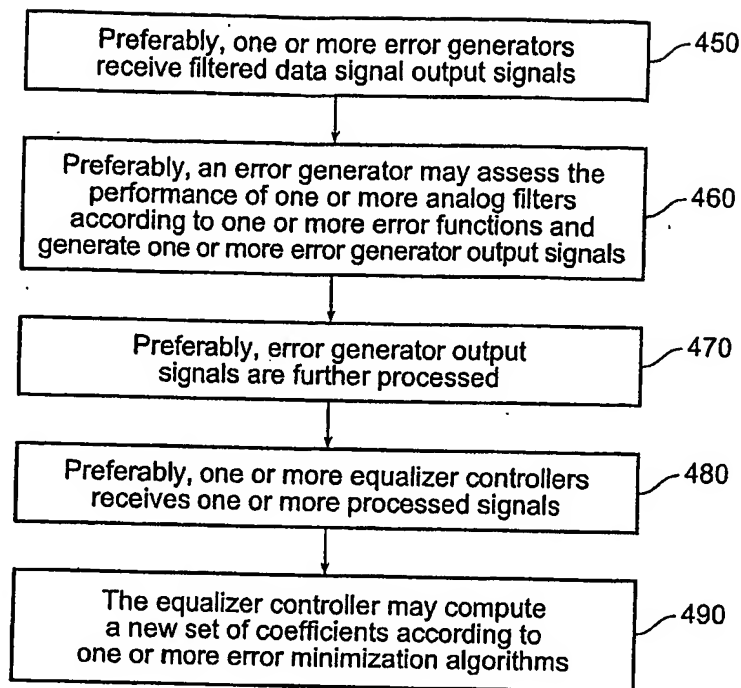 Preferably, one or more error generators
receive filtered data signal output signals
450
Preferably, an error generator may assess the
performance of one or more analog filters
according to one or more error functions and
generate one or more error generator output signals
460
Preferably, error generator output
signals are further processed
470
Preferably, one or more equalizer controllers
receives one or more processed signals
480
The equalizer controller may compute
a new set of coefficients according to
one or more error minimization algorithms
490